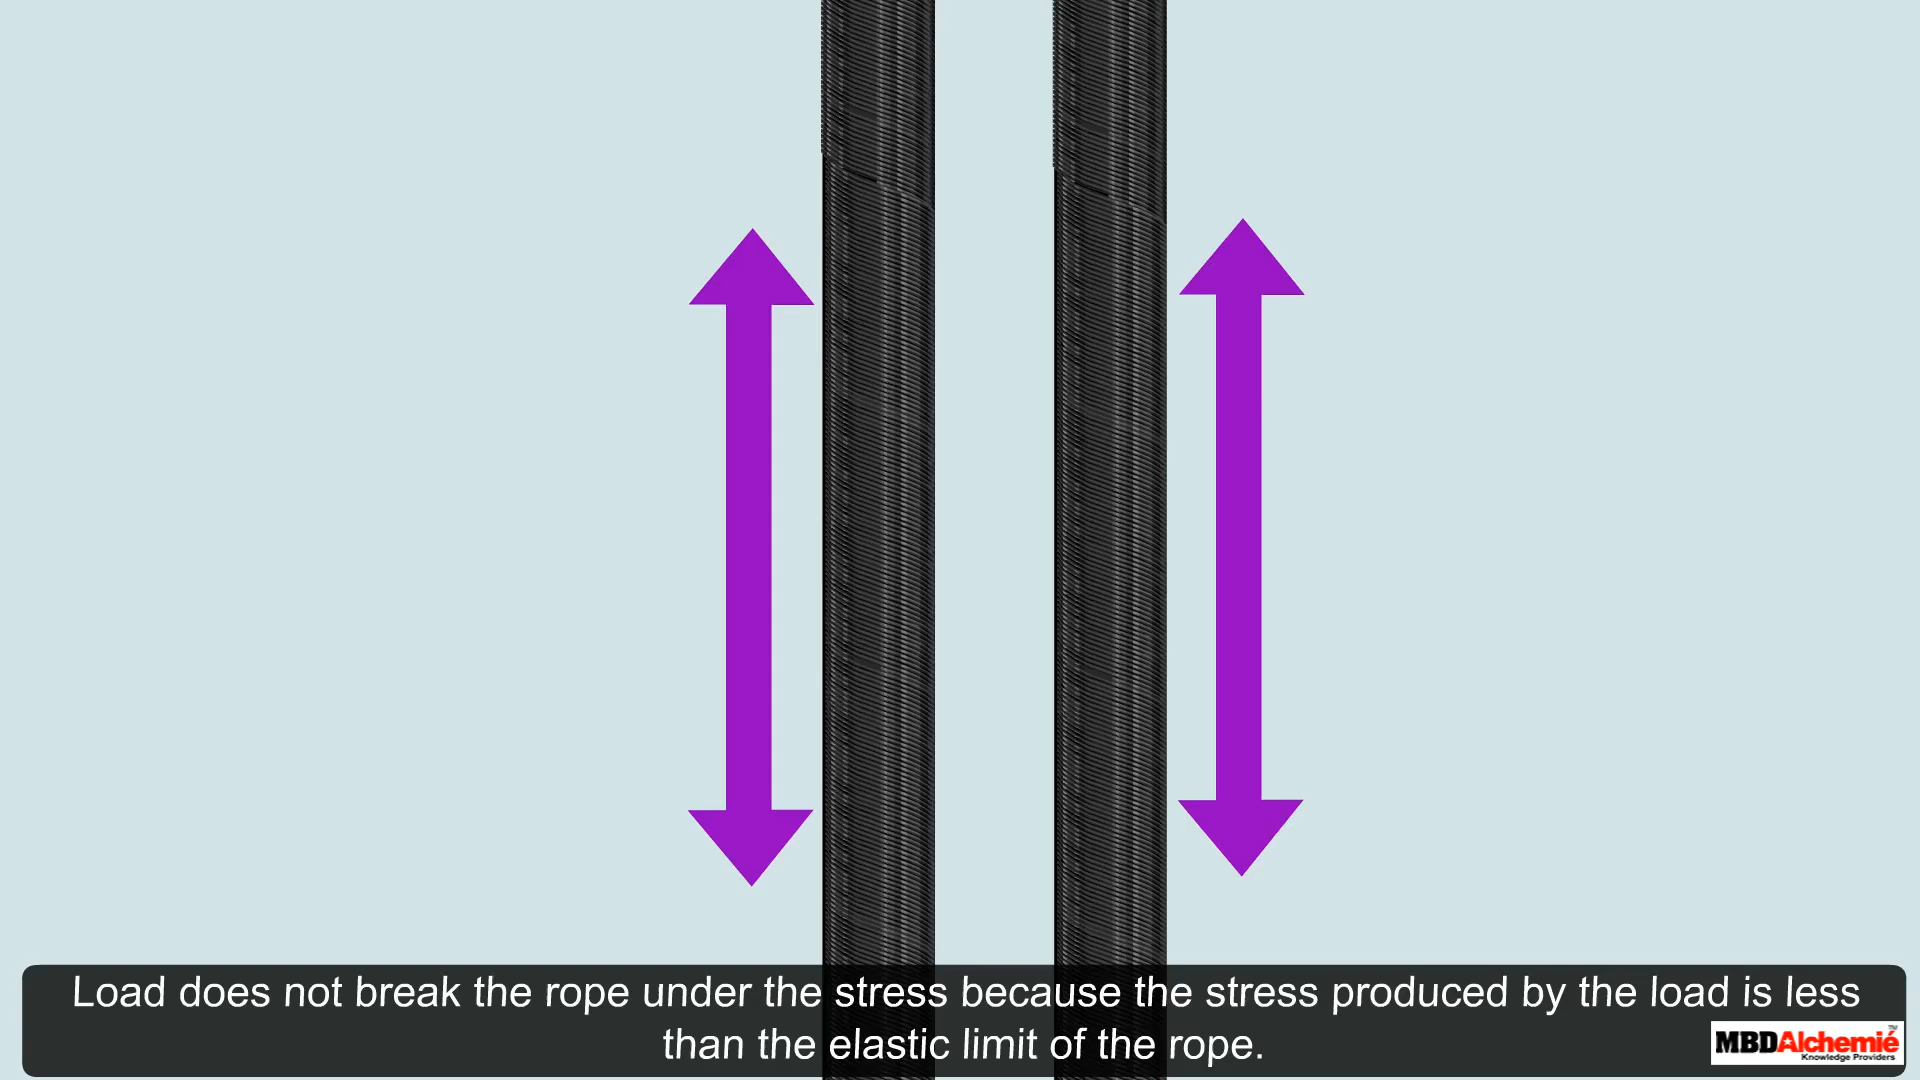 Load does not break the rope under the stress because the stress produced by the load is less
than the elastic limit of the rope.
MBDAlchemié™
Knowledge Providers